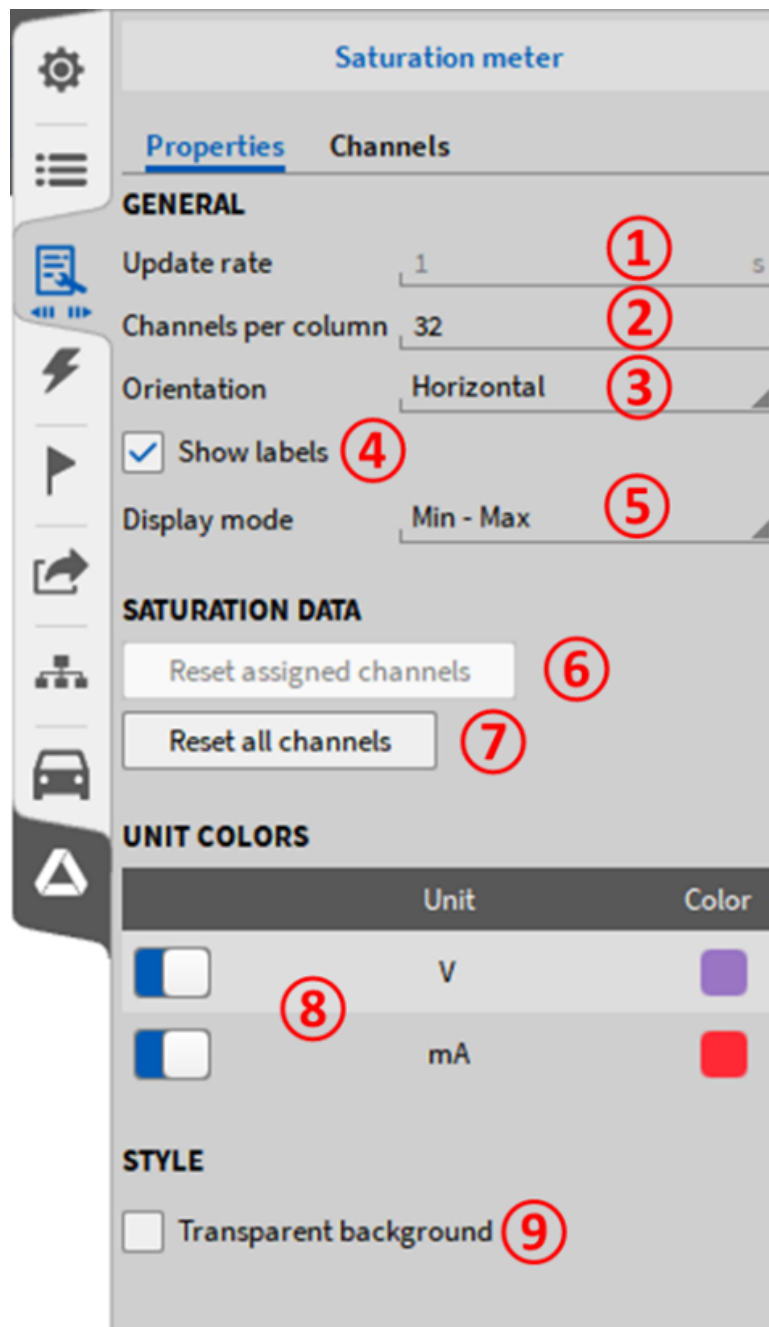 Saturation meter
Properties Channels
GENERAL
Update rate 1 ① s
Channels per column 32 ②
Orientation Horizontal ③
Show labels ④
Display mode Min - Max ⑤
SATURATION DATA
Reset assigned channels ⑥
Reset all channels ⑦
UNIT COLORS
Unit Color
V
⑧
mA
STYLE
Transparent background ⑨